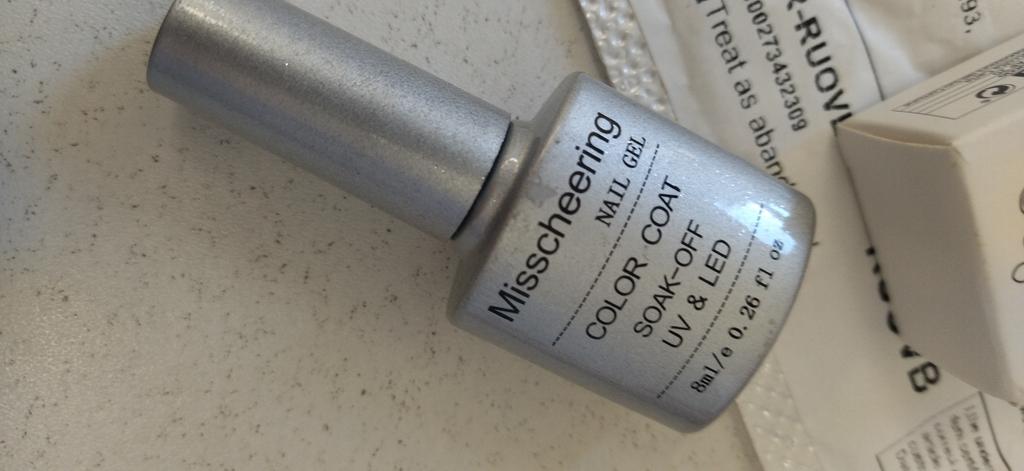 Misscheering
NAIL GEL
COLOR COAT
SOAK-OFF
UV & LED
8ml/e 0.26 fl oz
R-RUOV
00273432309
Treat as aband
93,